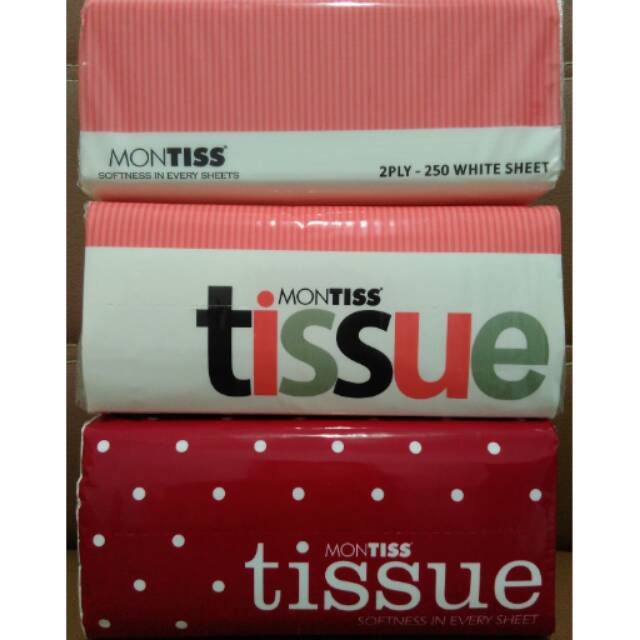 MONTISS
SOFTNESS IN EVERY SHEETS
2PLY - 250 WHITE SHEET
MONTISS
tissue
MONTISS
tissue
SOFTNESS IN EVERY SHEET